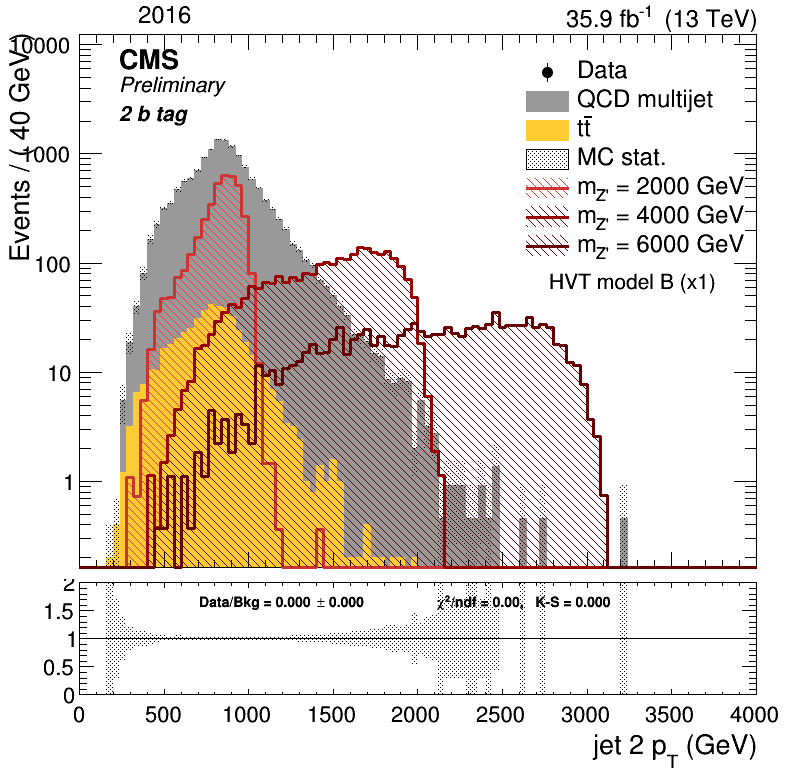 2016
35.9 fb⁻¹ (13 TeV)
Events / ( 40 GeV)
10000
1000
100
10
1
CMS
Preliminary
2 b tag
Data
QCD multijet
tt̄
MC stat.
m_Z' = 2000 GeV
m_Z' = 4000 GeV
m_Z' = 6000 GeV
HVT model B (x1)
2
1.5
1
0.5
0
Data/Bkg = 0.000 ± 0.000
χ²/ndf = 0.00, K-S = 0.000
0 500 1000 1500 2000 2500 3000 3500 4000
jet 2 p_T (GeV)